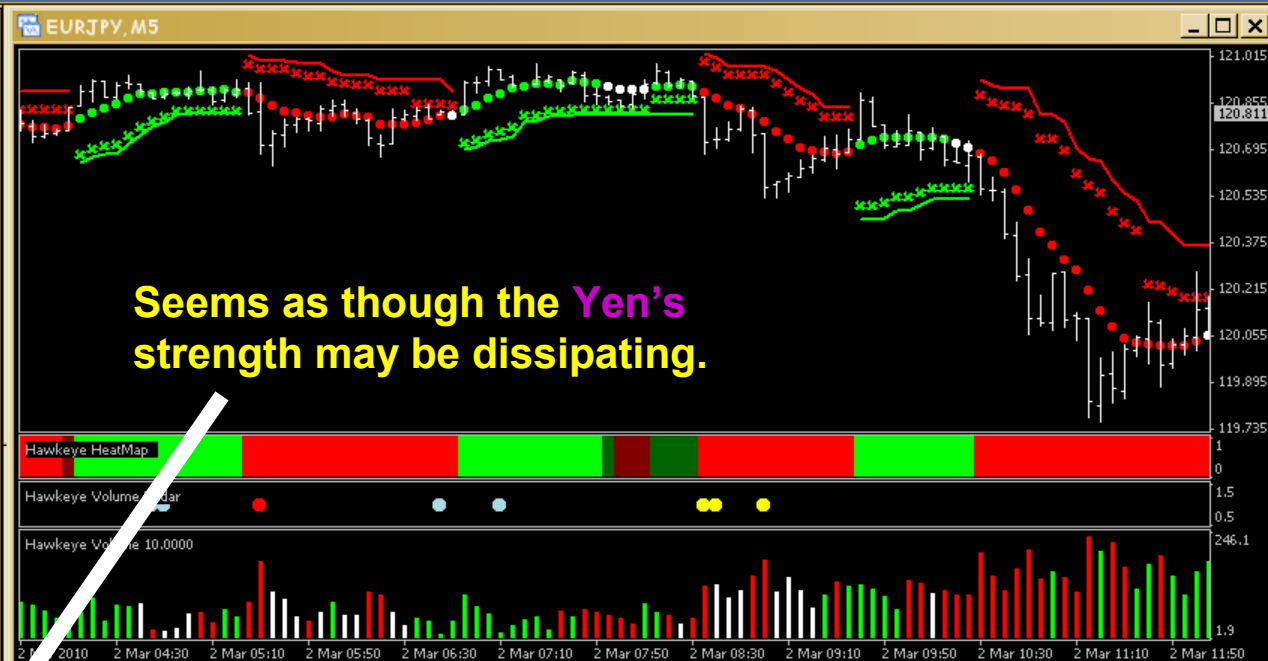 EURJPY, M5
121.015
120.855
120.811
120.695
120.535
120.375
120.215
120.055
119.895
119.735
Seems as though the Yen's
strength may be dissipating.
Hawkeye HeatMap
1
0
Hawkeye Volume
1.5
0.5
Hawkeye 10.0000
246.1
1.9
2 2010 2 Mar 04:30 2 Mar 05:10 2 Mar 05:50 2 Mar 06:30 2 Mar 07:10 2 Mar 07:50 2 Mar 08:30 2 Mar 09:10 2 Mar 09:50 2 Mar 10:30 2 Mar 11:10 2 Mar 11:50